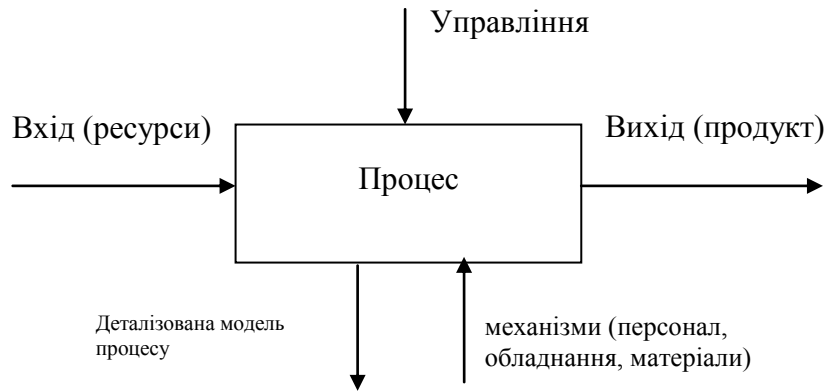 Управління
Вхід (ресурси)
Вихід (продукт)
Процес
Деталізована модель
процесу
механізми (персонал,
обладнання, матеріали)